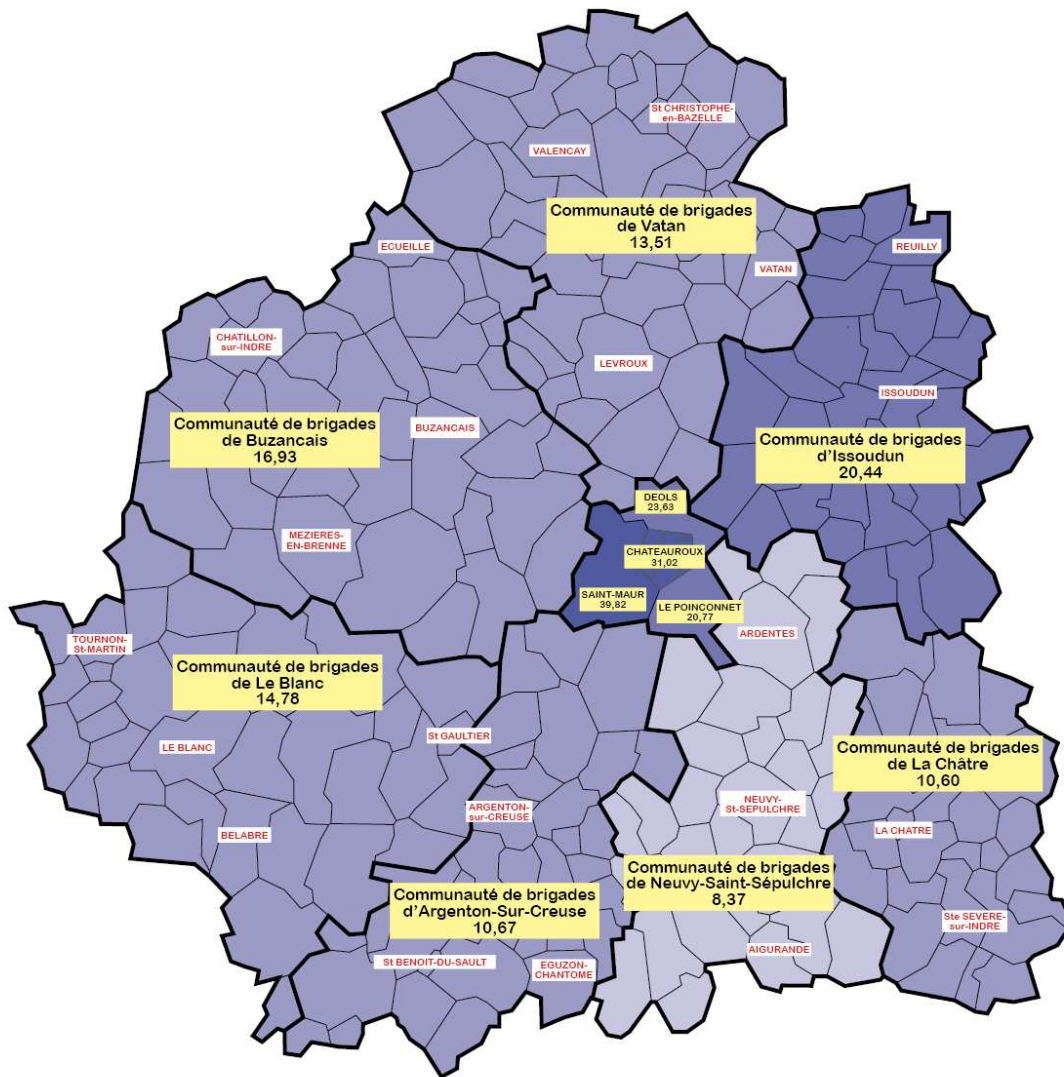 St CHRISTOPHE-
en-BAZELLE
VALENCAY
Communauté de brigades
de Vatan
13,51
ECUEILLE
REUILLY
VATAN
CHATILLON-
sur-INDRE
LEVROUX
ISSOUDUN
Communauté de brigades
de Buzancais
16,93
BUZANCAIS
Communauté de brigades
d'Issoudun
20,44
DEOLS
23,63
MEZIERES-
EN-BRENNE
CHATEAUROUX
31,02
SAINT-MAUR
39,82
LE POINCONNET
20,77
ARDENTES
TOURNON-
St-MARTIN
Communauté de brigades
de Le Blanc
14,78
St GAULTIER
LE BLANC
Communauté de brigades
de La Châtre
10,60
ARGENTON-
sur-CREUSE
NEUVY-
St-SEPULCHRE
BELABRE
LA CHATRE
Communauté de brigades
de Neuvy-Saint-Sépulchre
8,37
Communauté de brigades
d'Argenton-Sur-Creuse
10,67
Ste SEVERE-
sur-INDRE
AIGURANDE
St BENOIT-DU-SAULT
EGUZON-
CHANTOME